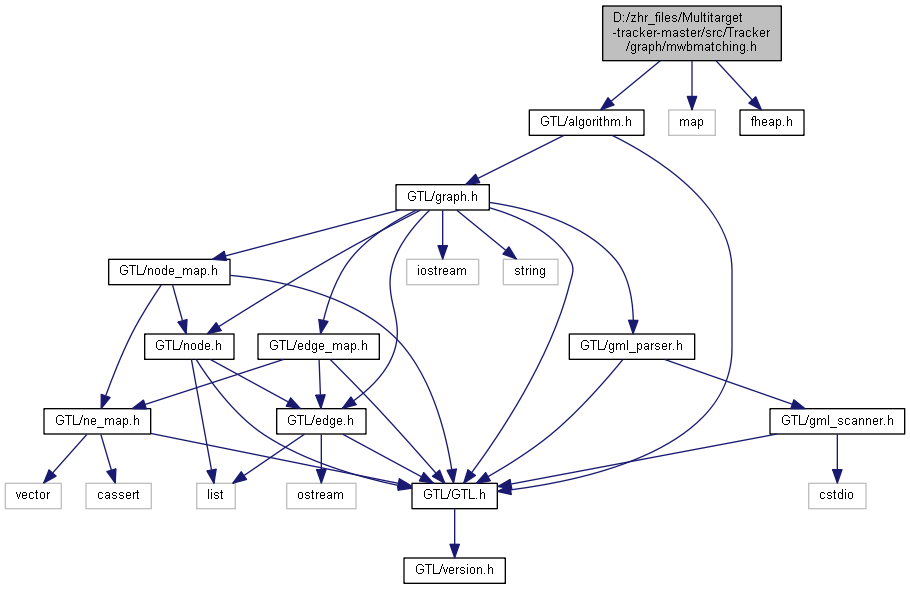 D:/zhr_files/Multitarget
-tracker-master/src/Tracker
/graph/mwbmatching.h
GTL/algorithm.h
map
fheap.h
GTL/graph.h
GTL/node_map.h
iostream
string
GTL/node.h
GTL/edge_map.h
GTL/gml_parser.h
GTL/ne_map.h
GTL/edge.h
GTL/gml_scanner.h
vector
cassert
list
ostream
GTL/GTL.h
cstdio
GTL/version.h